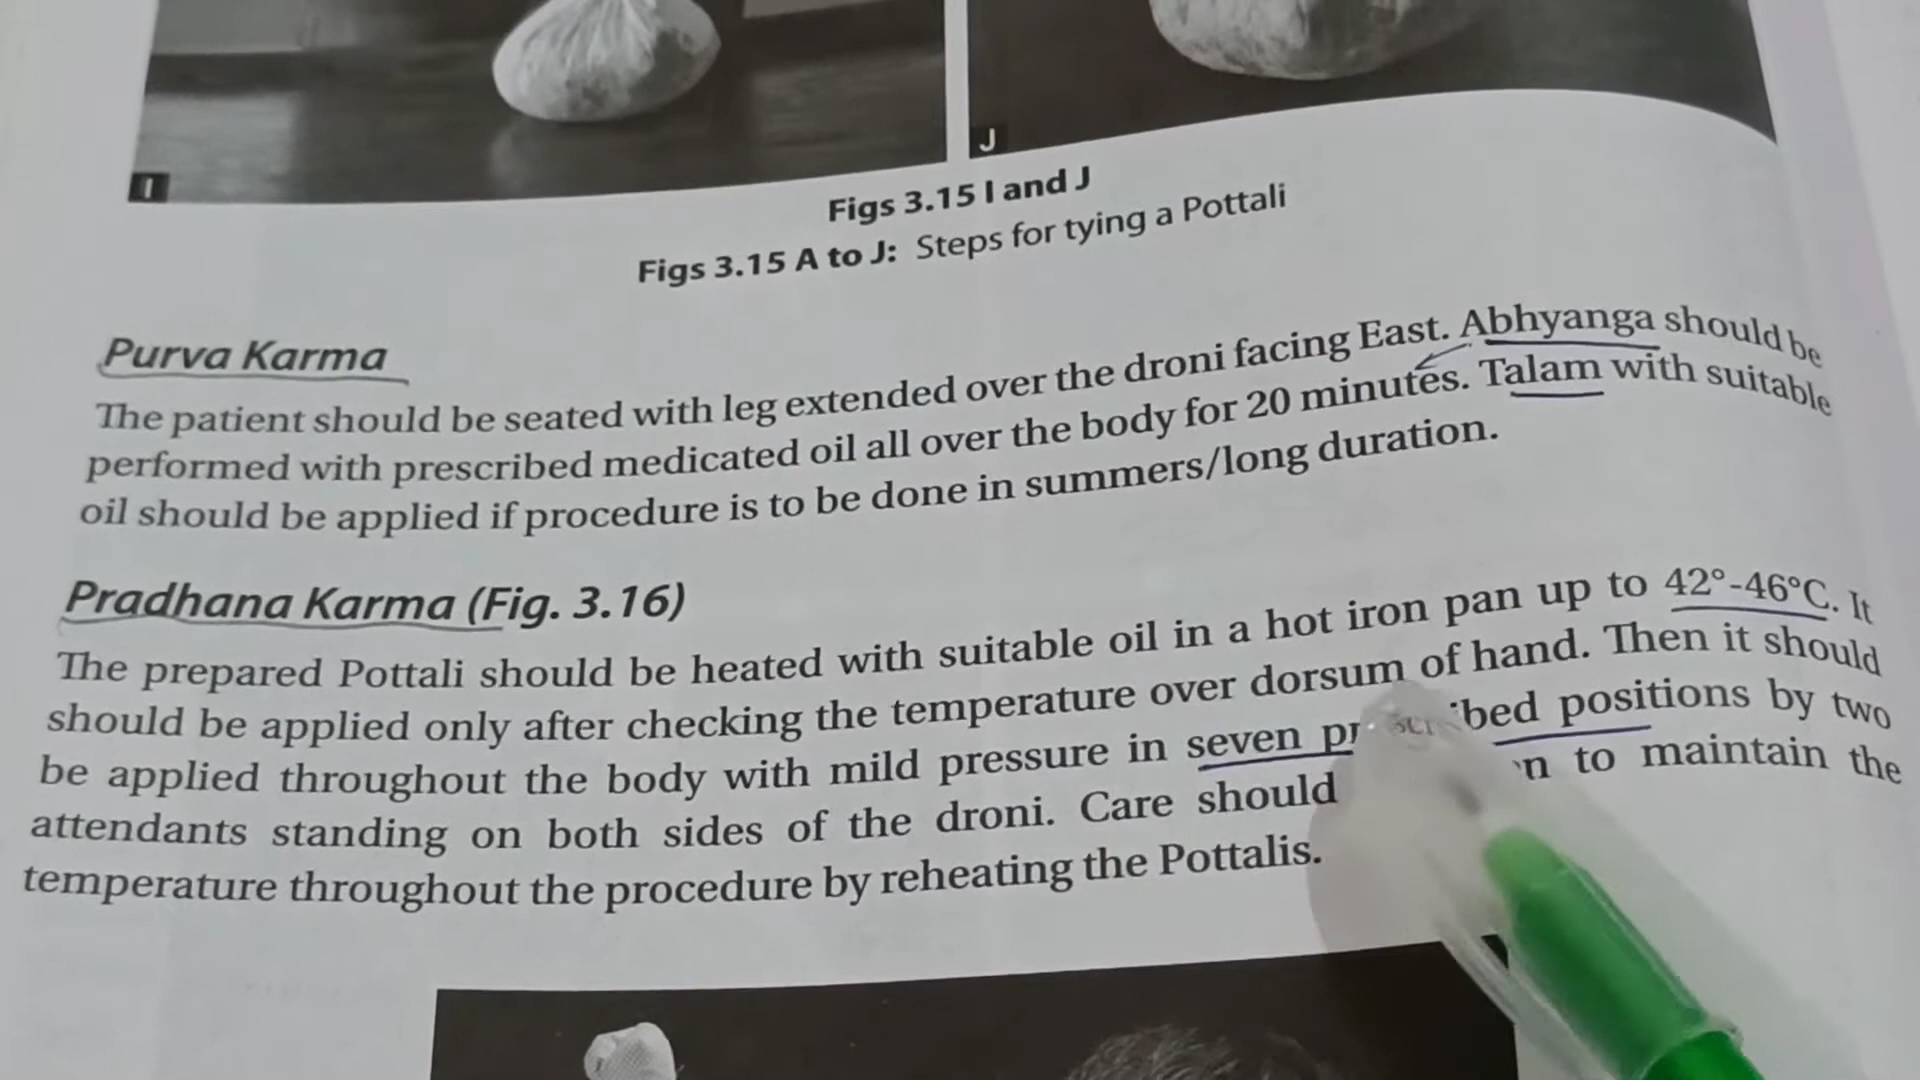 I
J
Figs 3.15 I and J
Figs 3.15 A to J: Steps for tying a Pottali
Purva Karma
The patient should be seated with leg extended over the droni facing East. Abhyanga should be
performed with prescribed medicated oil all over the body for 20 minutes. Talam with suitable
oil should be applied if procedure is to be done in summers/long duration.
Pradhana Karma (Fig. 3.16)
The prepared Pottali should be heated with suitable oil in a hot iron pan up to 42°-46°C. It
should be applied only after checking the temperature over dorsum of hand. Then it should
be applied throughout the body with mild pressure in seven prescribed positions by two
attendants standing on both sides of the droni. Care should to maintain the
temperature throughout the procedure by reheating the Pottalis.